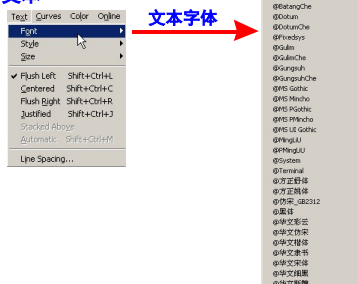 Text Curves Color Online
Font
Style
Size
Flush Left Shift+Ctrl+L
Centered Shift+Ctrl+C
Flush Right Shift+Ctrl+R
Justified Shift+Ctrl+J
Stacked Above
Automatic Shift+Ctrl+M
Line Spacing...
文本字体
@BatangChe
@Dotum
@DotumChe
@Fixedsys
@Gulim
@GulimChe
@Gungsuh
@GungsuhChe
@MS Gothic
@MS Mincho
@MS PGothic
@MS PMincho
@MS UI Gothic
@MingLiU
@PMingLiU
@System
@Terminal
@方正舒体
@方正姚体
@仿宋_GB2312
@黑体
@华文彩云
@华文仿宋
@华文楷体
@华文隶书
@华文宋体
@华文细黑